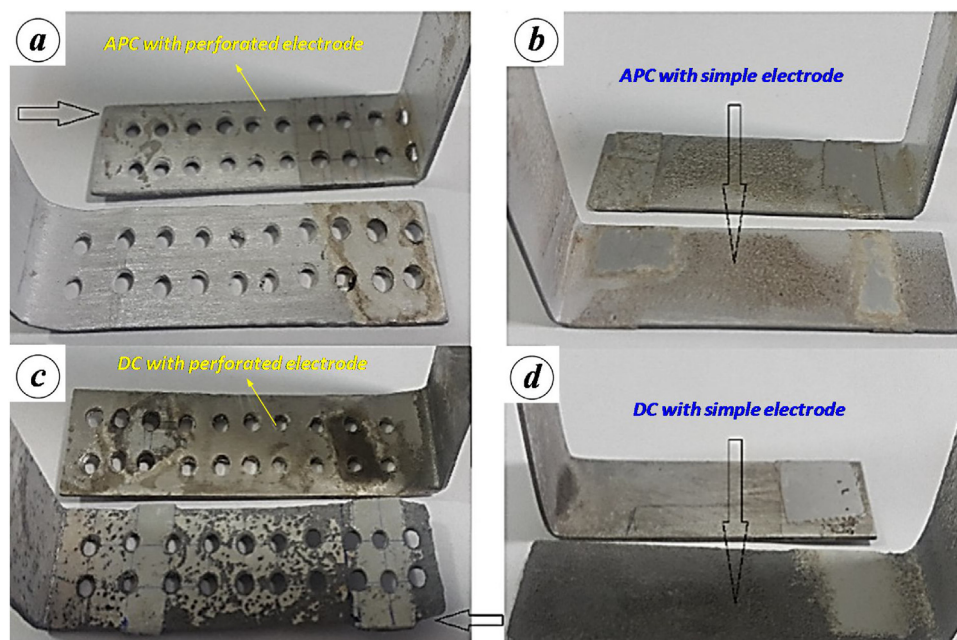 a
APC with perforated electrode
b
APC with simple electrode
c
DC with perforated electrode
d
DC with simple electrode